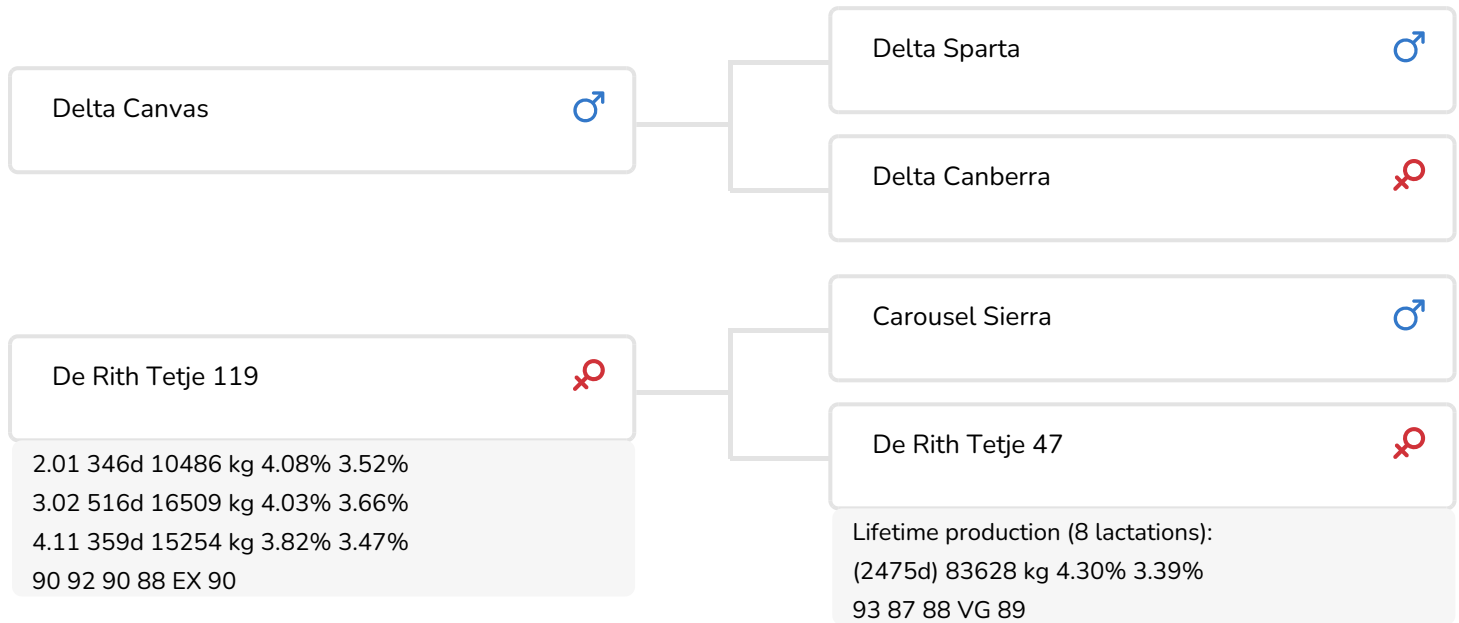 Delta Canvas
Delta Sparta
Delta Canberra
De Rith Tetje 119
2.01 346d 10486 kg 4.08% 3.52%
3.02 516d 16509 kg 4.03% 3.66%
4.11 359d 15254 kg 3.82% 3.47%
90 92 90 88 EX 90
Carousel Sierra
De Rith Tetje 47
Lifetime production (8 lactations):
(2475d) 83628 kg 4.30% 3.39%
93 87 88 VG 89